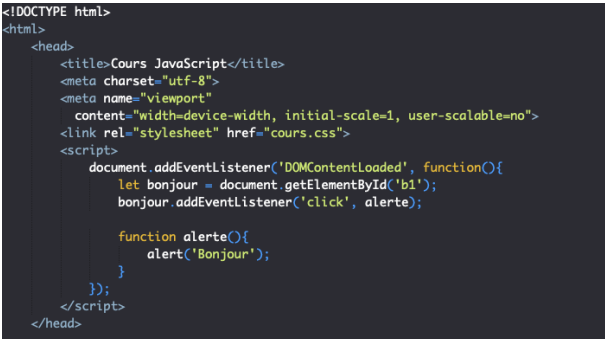 <!DOCTYPE html>
<html>
    <head>
        <title>Cours JavaScript</title>
        <meta charset="utf-8">
        <meta name="viewport"
          content="width=device-width, initial-scale=1, user-scalable=no">
        <link rel="stylesheet" href="cours.css">
        <script>
            document.addEventListener('DOMContentLoaded', function(){
                let bonjour = document.getElementById('b1');
                bonjour.addEventListener('click', alerte);

                function alerte(){
                    alert('Bonjour');
                }
            });
        </script>
    </head>